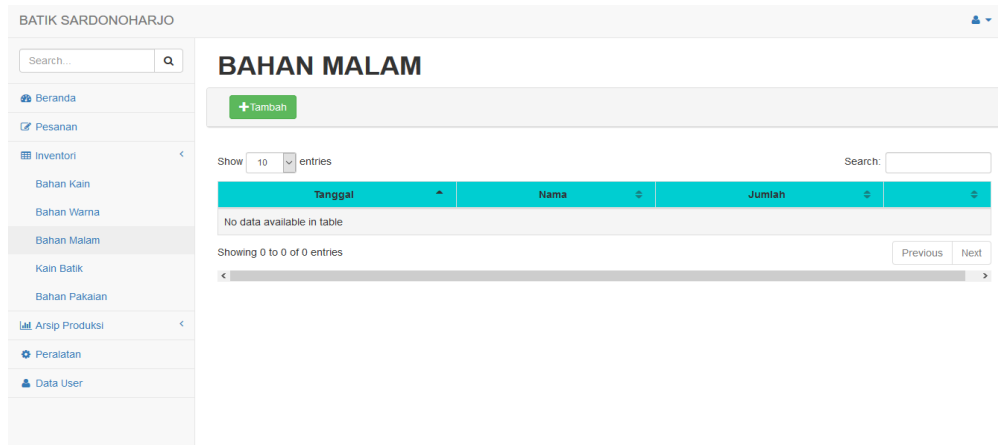 BATIK SARDONOHARJO
Search...
Beranda
Pesanan
Inventori
Bahan Kain
Bahan Warna
Bahan Malam
Kain Batik
Bahan Pakaian
Arsip Produksi
Peralatan
Data User
BAHAN MALAM
Tambah
Show 10 entries Search:
Tanggal Nama Jumlah
No data available in table
Showing 0 to 0 of 0 entries Previous Next